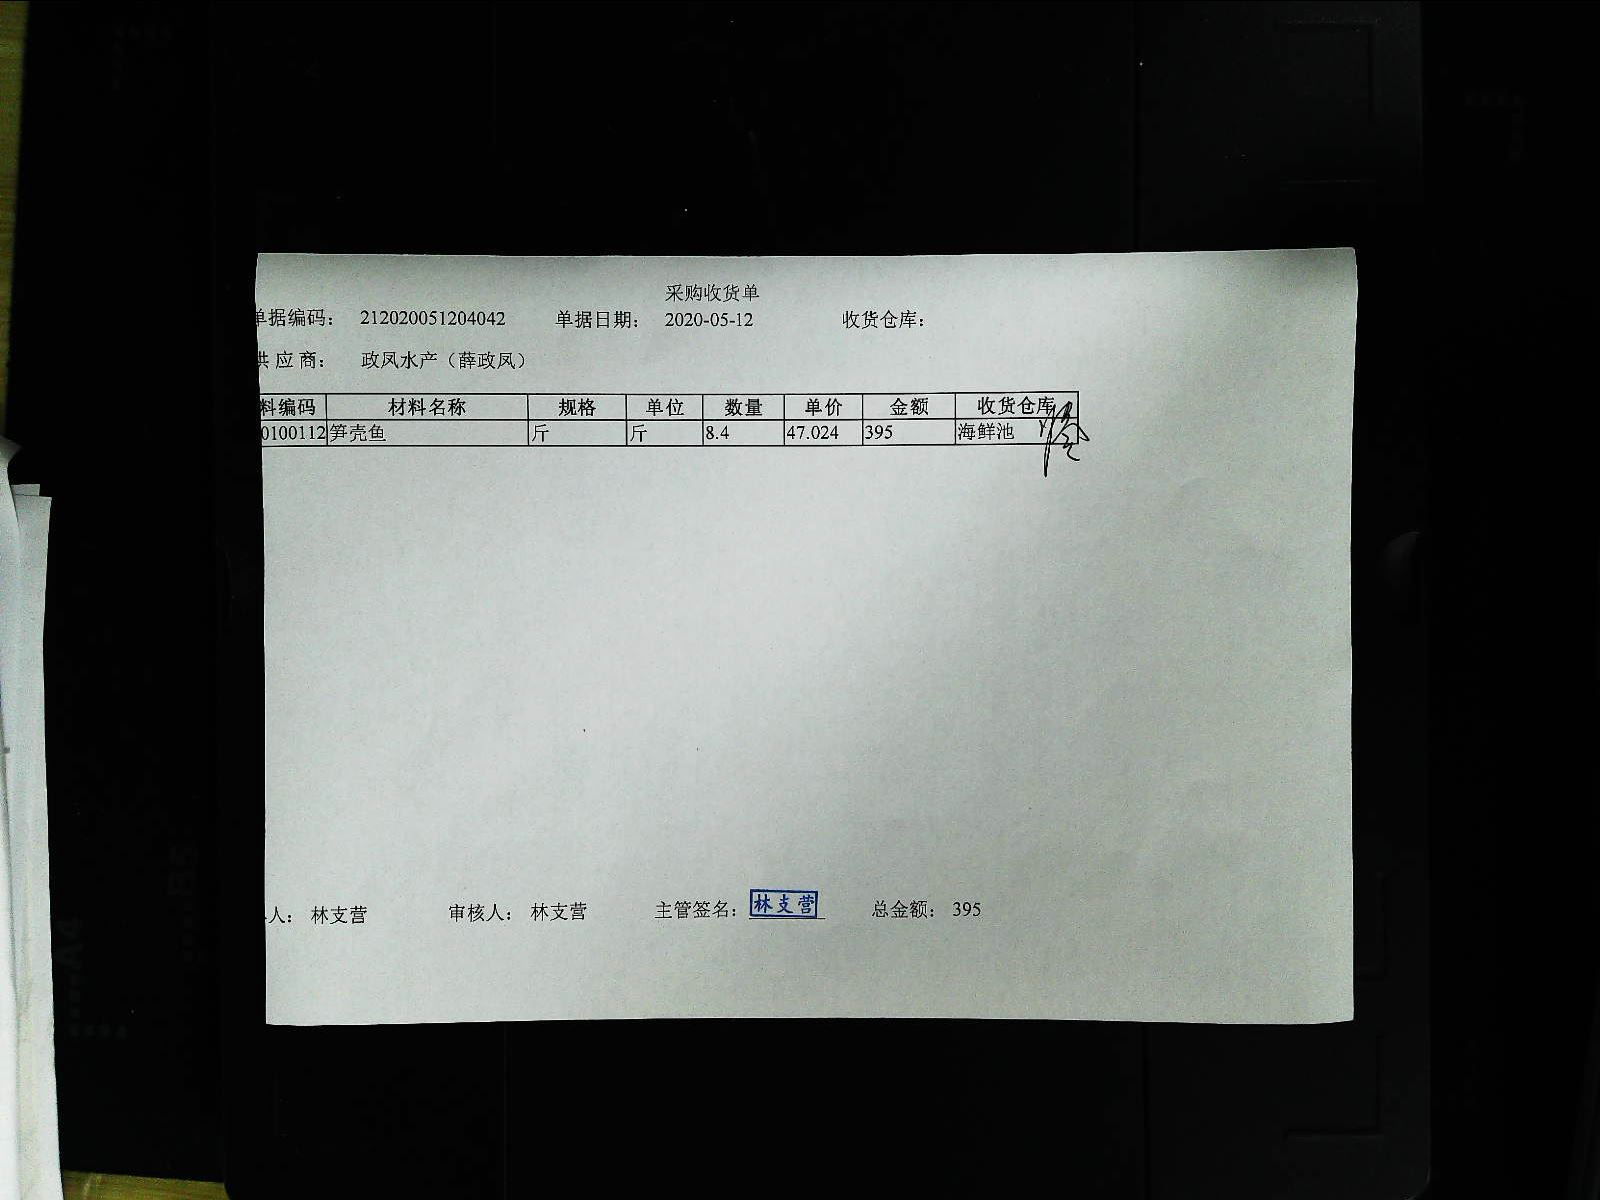 采购收货单
单据编码： 212020051204042 单据日期： 2020-05-12 收货仓库：
供应商： 政凤水产（薛政凤）
料编码 材料名称 规格 单位 数量 单价 金额 收货仓库
0100112 笋壳鱼 斤 斤 8.4 47.024 395 海鲜池
人： 林支营 审核人： 林支营 主管签名： 林支营 总金额： 395